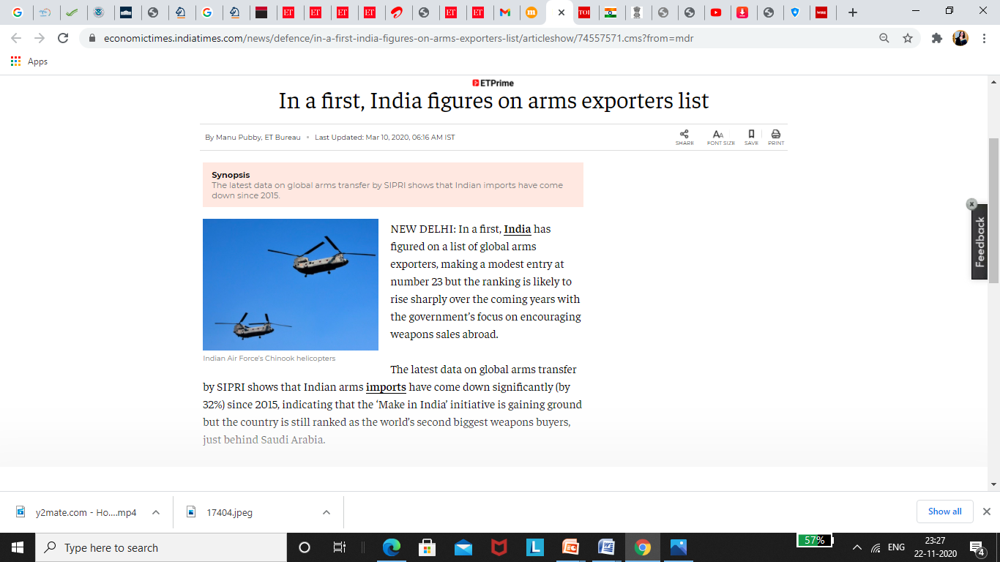 ET
ET
ET
ET
ET
ET
m
TOI
WIRE
economictimes.indiatimes.com/news/defence/in-a-first-india-figures-on-arms-exporters-list/articleshow/74557571.cms?from=mdr
Apps
ETPrime
In a first, India figures on arms exporters list
By Manu Pubby, ET Bureau • Last Updated: Mar 10, 2020, 06:16 AM IST
SHARE
FONT SIZE
SAVE
PRINT
Synopsis
The latest data on global arms transfer by SIPRI shows that Indian imports have come
down since 2015.
NEW DELHI: In a first, India has
figured on a list of global arms
exporters, making a modest entry at
number 23 but the ranking is likely to
rise sharply over the coming years with
the government's focus on encouraging
weapons sales abroad.
Indian Air Force's Chinook helicopters
The latest data on global arms transfer
by SIPRI shows that Indian arms imports have come down significantly (by
32%) since 2015, indicating that the 'Make in India' initiative is gaining ground
but the country is still ranked as the world's second biggest weapons buyers,
just behind Saudi Arabia.
x
Feedback
y2mate.com - Ho....mp4
17404.jpeg
Show all
Type here to search
L
57%
ENG
23:27
22-11-2020
4